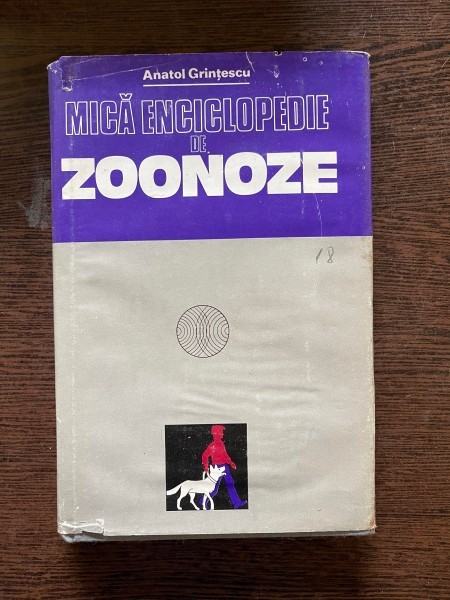 Anatol Grințescu
MICĂ ENCICLOPEDIE
DE
ZOONOZE
18